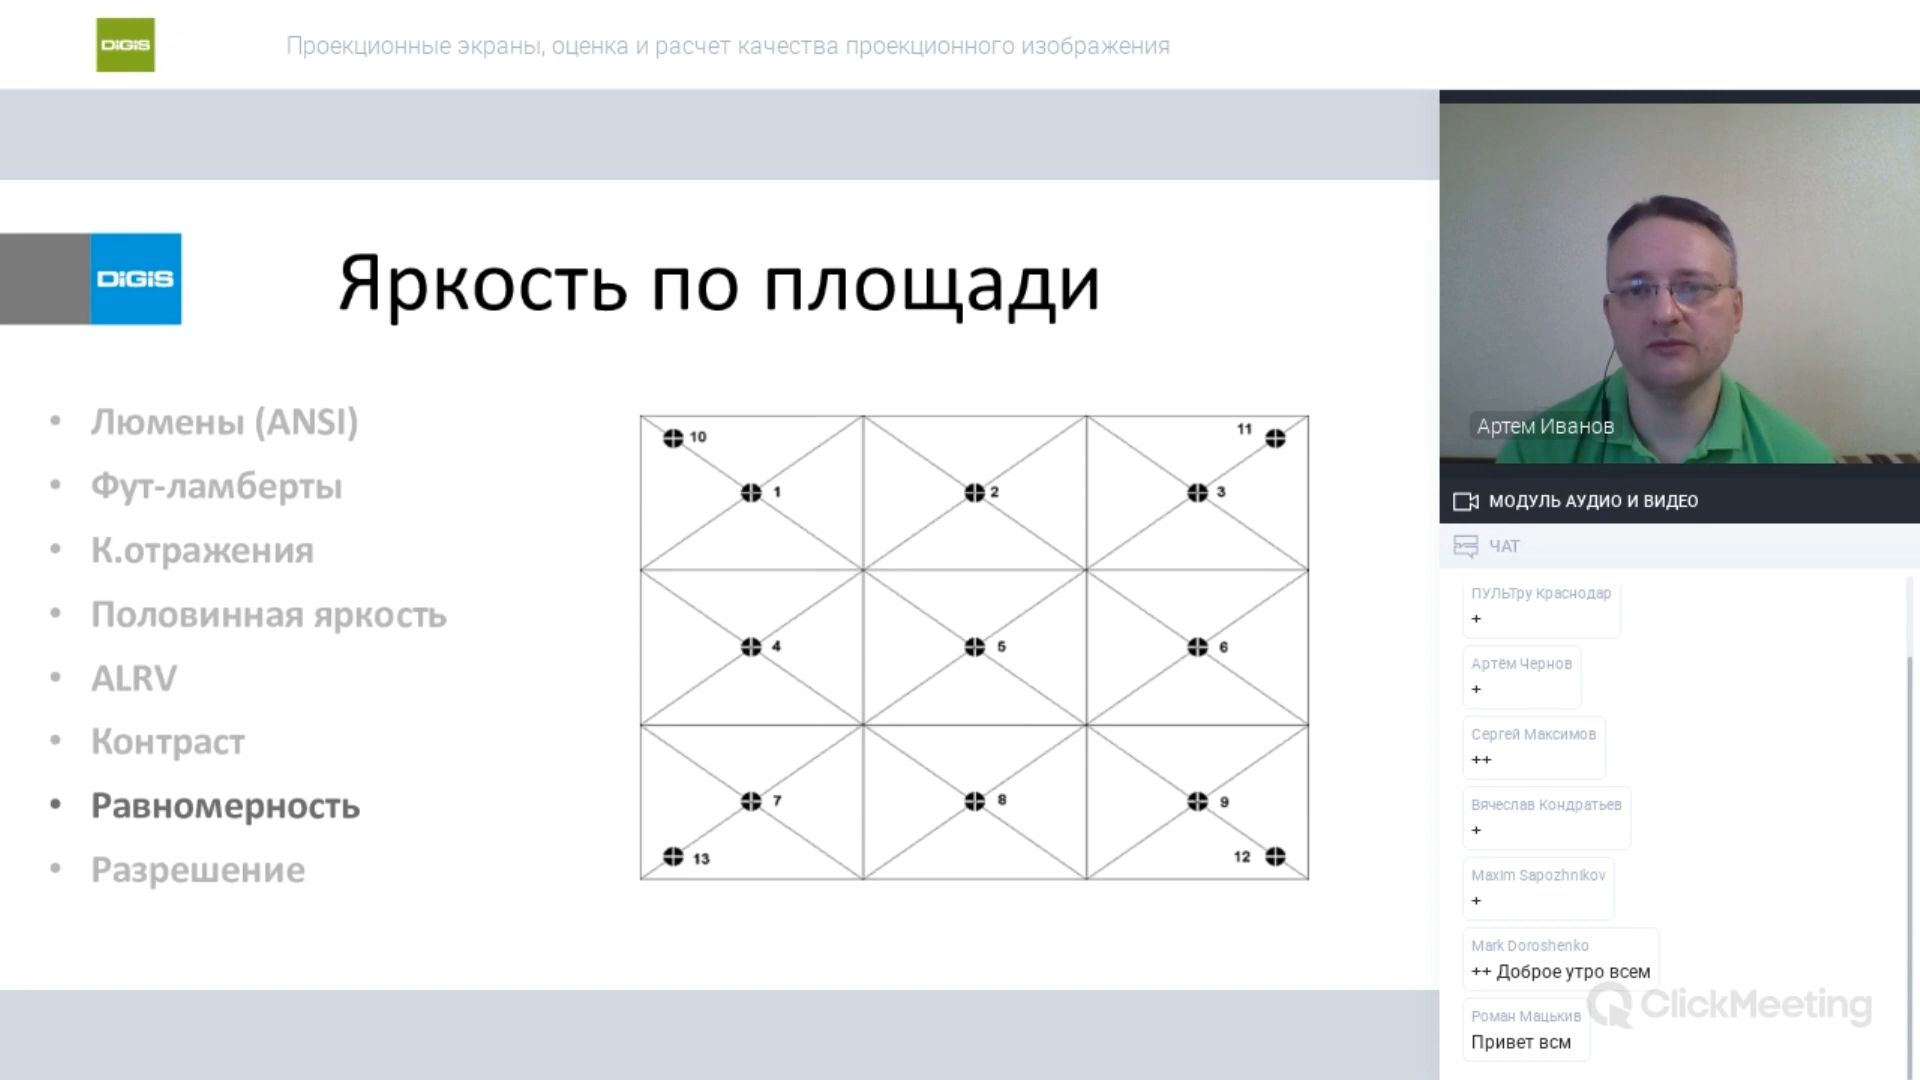 DiGiS
Проекционные экраны, оценка и расчет качества проекционного изображения
DiGiS
Яркость по площади
• Люмены (ANSI)
• Фут-ламберты
• К.отражения
• Половинная яркость
• ALRV
• Контраст
• Равномерность
• Разрешение
10
11
1
2
3
4
5
6
7
8
9
13
12
Артем Иванов
МОДУЛЬ АУДИО И ВИДЕО
ЧАТ
ПУЛЬТру Краснодар
+
Артём Чернов
+
Сергей Максимов
++
Вячеслав Кондратьев
+
Maxim Sapozhnikov
+
Mark Doroshenko
++ Доброе утро всем
Роман Мацькив
Привет всм
ClickMeeting